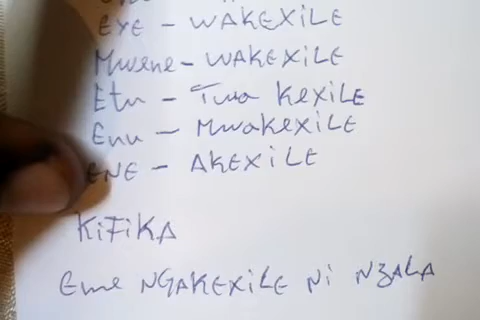 EYE - WAKEXILE
Mwene - WAKEXILE
Etu - Twa KEXILE
Enu - MwaKEXILE
ENE - AKEXILE
KIFIKA
Eme NGAKEXILE NI NZALA